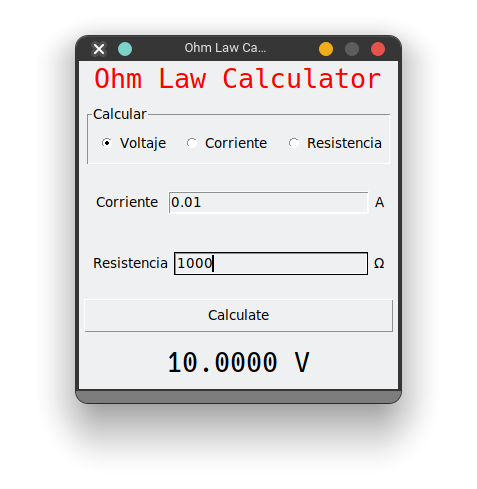 Ohm Law Ca...
Ohm Law Calculator
Calcular
Voltaje Corriente Resistencia
Corriente 0.01 A
Resistencia 1000 Ω
Calculate
10.0000 V